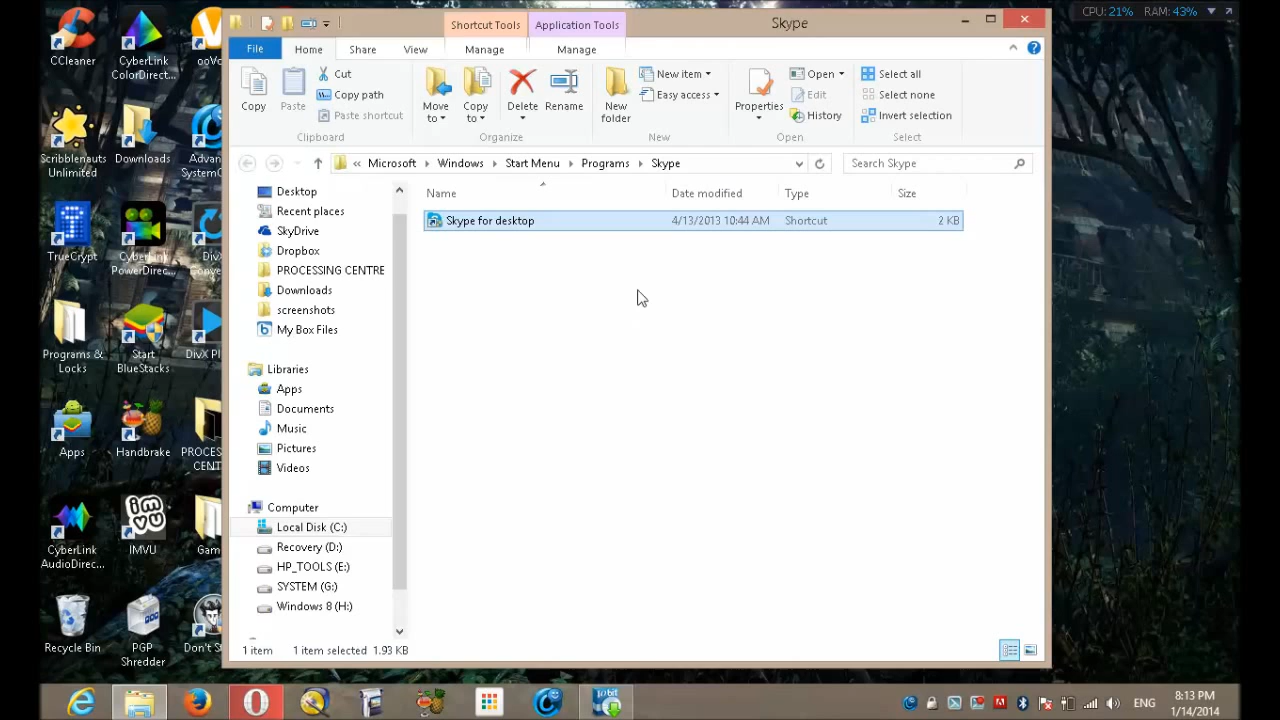 CPU: 21% RAM: 43%
Shortcut Tools
Application Tools
Skype
File
Home
Share
View
Manage
Manage
Copy
Paste
Cut
Copy path
Paste shortcut
Clipboard
Move to
Copy to
Delete
Rename
Organize
New folder
New item
Easy access
New
Properties
Open
Edit
History
Open
Select all
Select none
Invert selection
Select
« Microsoft Windows Start Menu Programs Skype
Search Skype
Name Date modified Type Size
Skype for desktop 4/13/2013 10:44 AM Shortcut 2 KB
Desktop
Recent places
SkyDrive
Dropbox
PROCESSING CENTRE
Downloads
screenshots
My Box Files
Libraries
Apps
Documents
Music
Pictures
Videos
Computer
Local Disk (C:)
Recovery (D:)
HP_TOOLS (E:)
SYSTEM (G:)
Windows 8 (H:)
1 item 1 item selected 1.93 KB
CCleaner
CyberLink
ColorDirect...
ooVo
Scribblenauts
Unlimited
Downloads
Advan
SystemC
TrueCrypt
CyberLink
PowerDirec...
Div
Conve
Programs &
Locks
Start
BlueStacks
DivX Pl
Apps
Handbrake
PROCES
CENT
CyberLink
AudioDirec...
IMVU
Gam
Recycle Bin
PGP
Shredder
Don't S
ENG
8:13 PM
1/14/2014